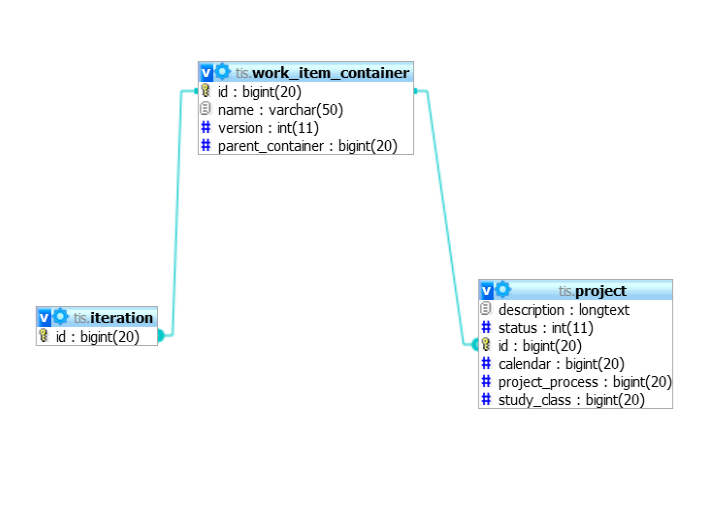 v tis.work_item_container
id : bigint(20)
name : varchar(50)
# version : int(11)
# parent_container : bigint(20)
v tis.iteration
id : bigint(20)
v tis.project
description : longtext
# status : int(11)
id : bigint(20)
# calendar : bigint(20)
# project_process : bigint(20)
# study_class : bigint(20)